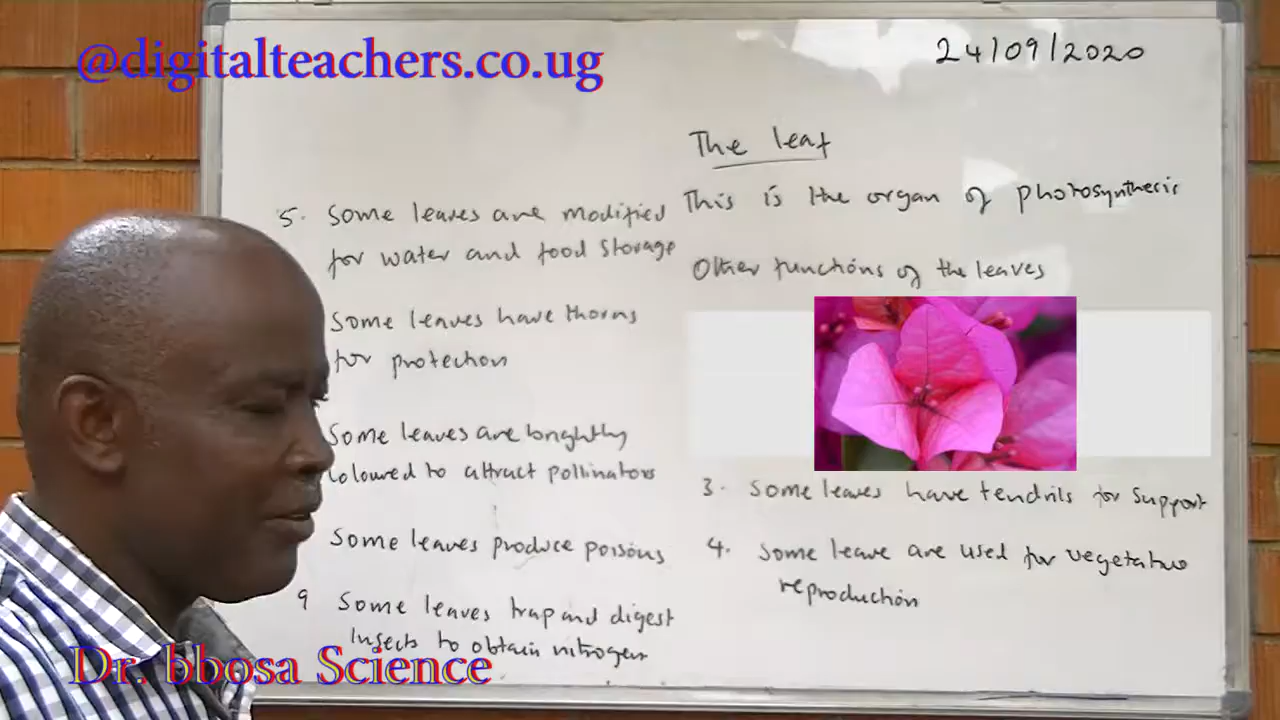 @digitalteachers.co.ug
24/09/2020
The leaf
This is the organ of photosynthesis
Other functions of the leaves
3. Some leaves have tendrils for support
4. Some leave are used for vegetative
reproduction
5. Some leaves are modified
for water and food storage
Some leaves have thorns
for protection
Some leaves are brightly
coloured to attract pollinators
Some leaves produce poisons
9 Some leaves trap and digest
Insects to obtain nitrogen
Dr. bbosa Science